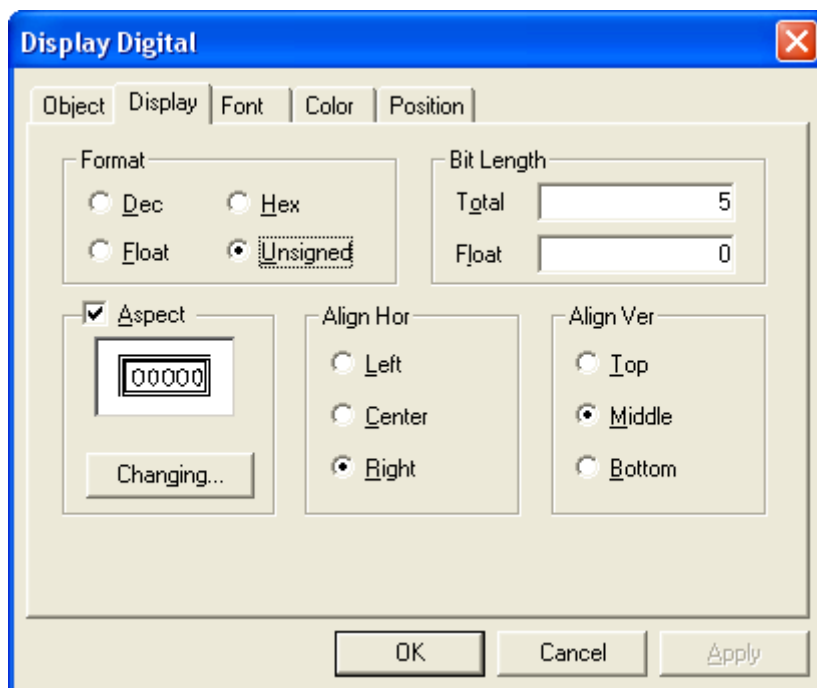 Display Digital
Object Display Font Color Position
Format
Dec Hex
Float Unsigned
Bit Length
Total 5
Float 0
Aspect
00000
Changing...
Align Hor
Left
Center
Right
Align Ver
Top
Middle
Bottom
OK Cancel Apply